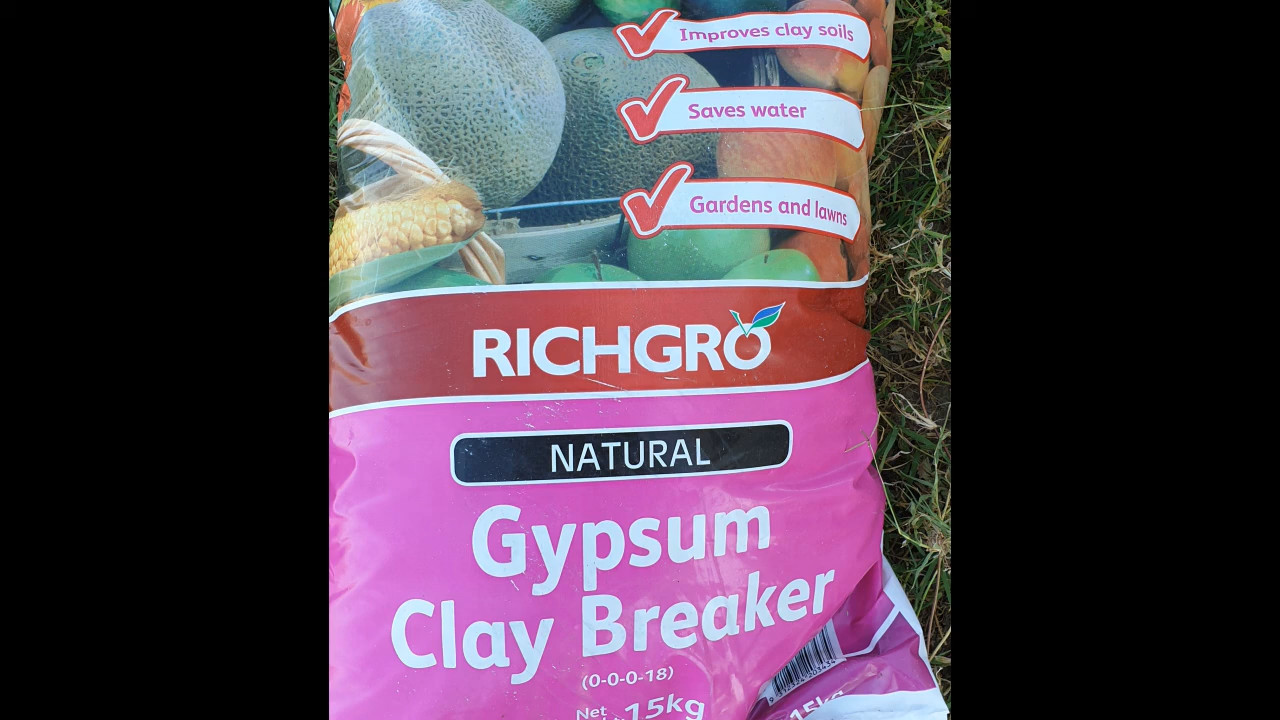 Improves clay soils
Saves water
Gardens and lawns
RICHGRO
NATURAL
Gypsum
Clay Breaker
(0-0-0-18)
Net
15kg
15kg